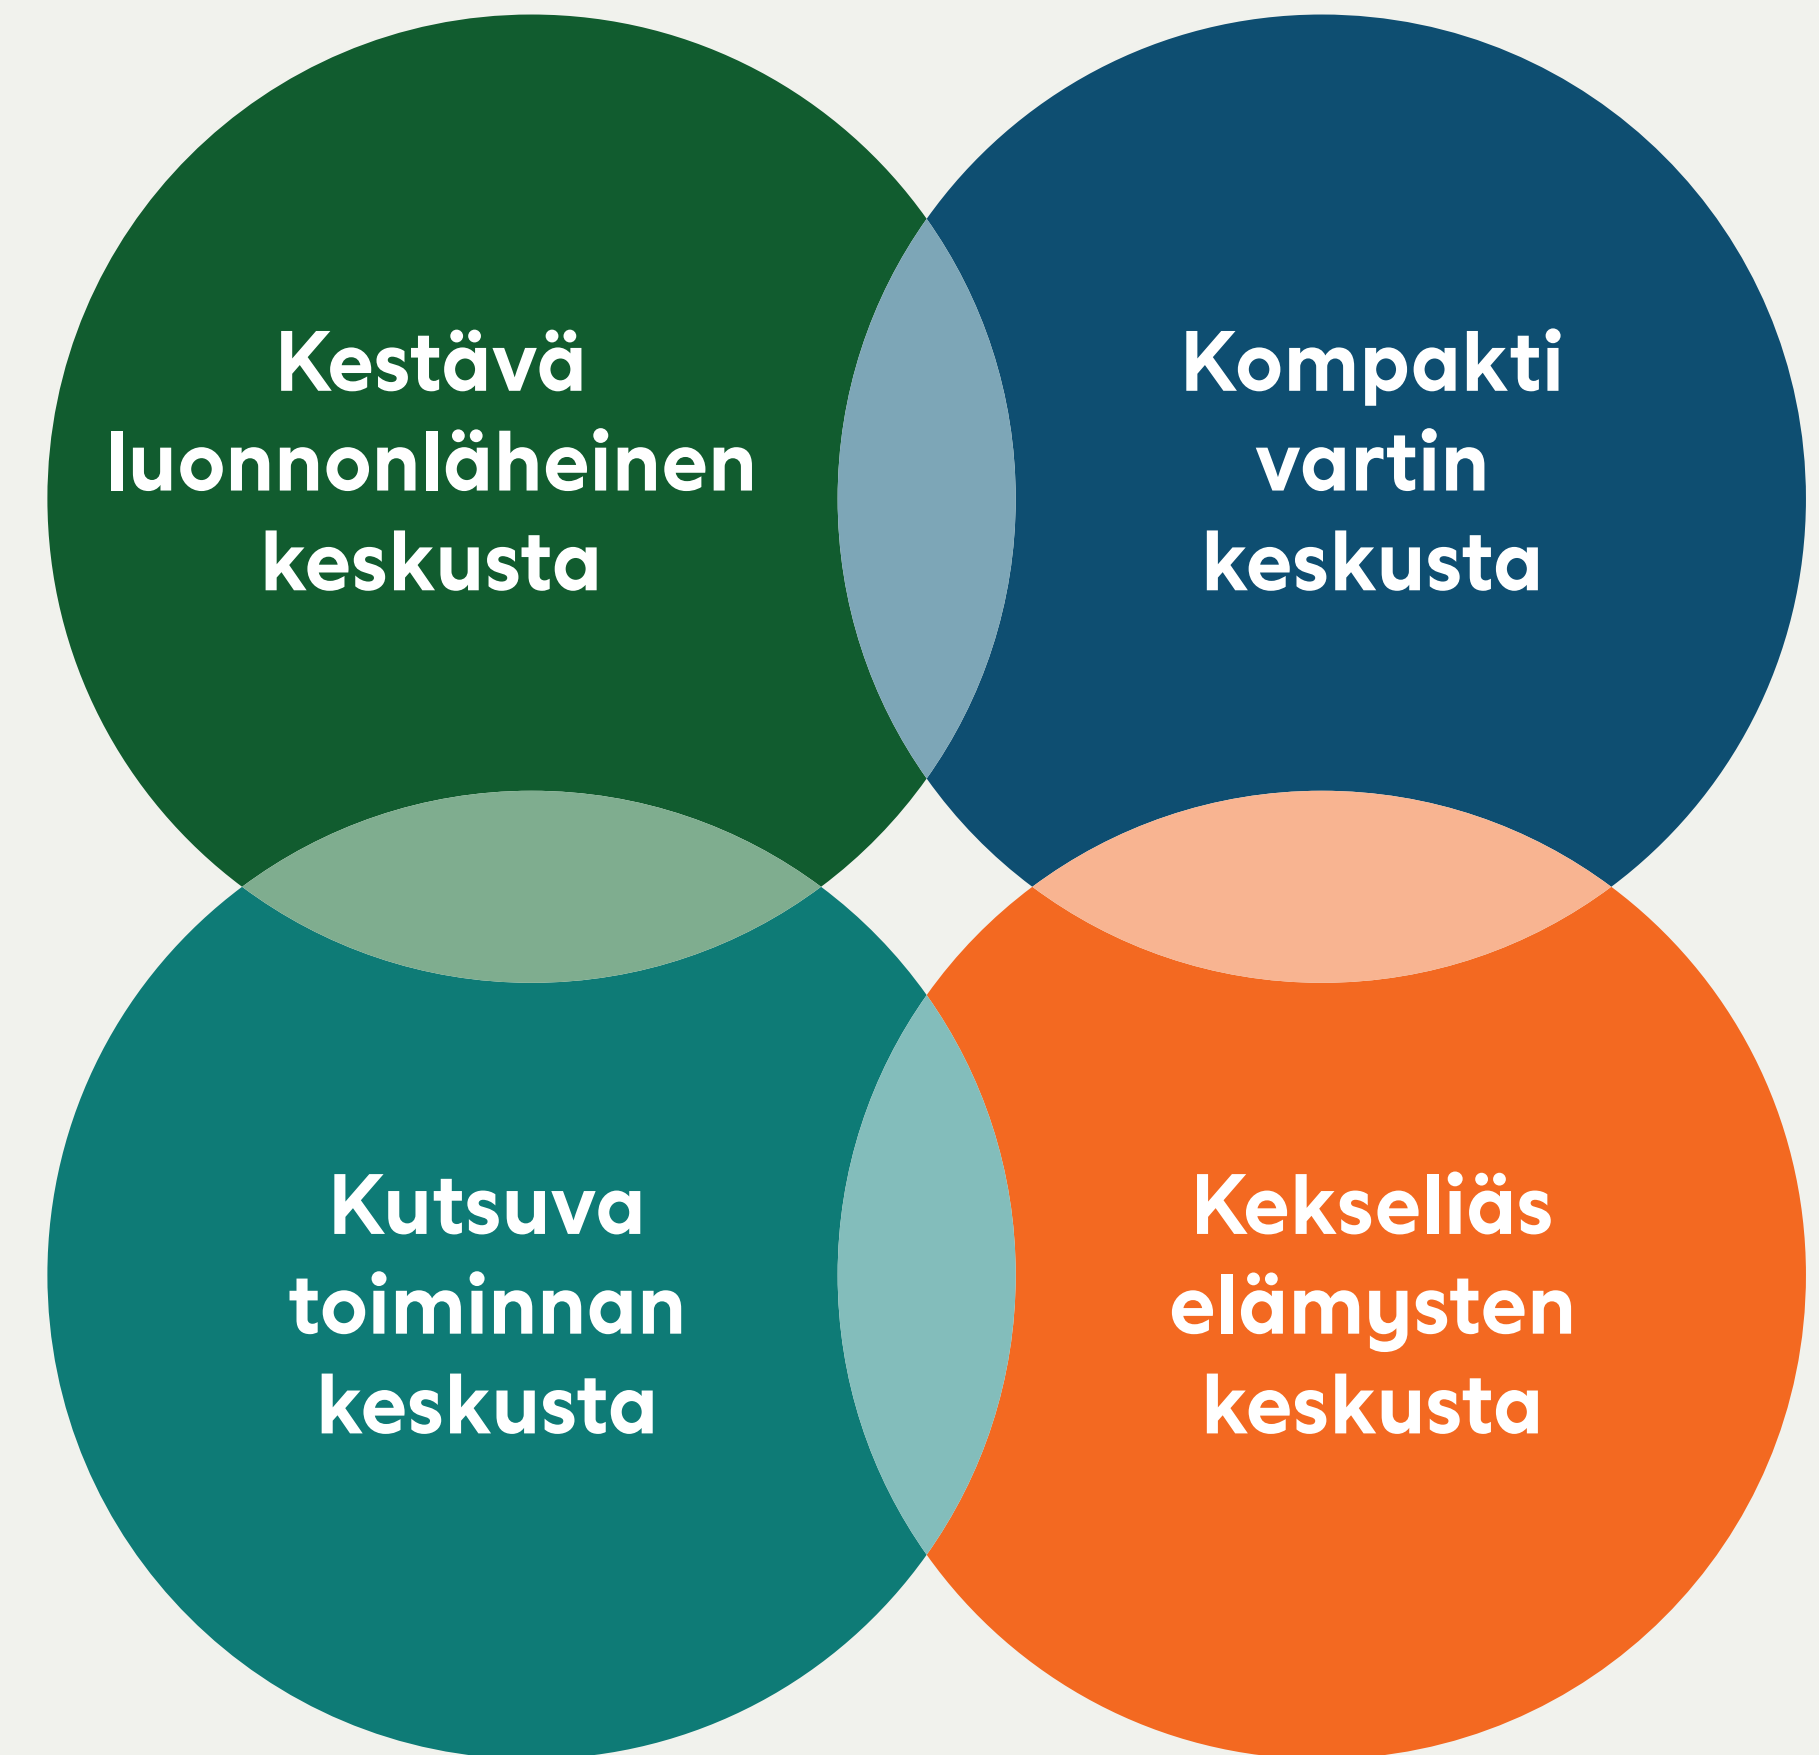 Kestävä
luonnonläheinen
keskusta
Kompakti
vartin
keskusta
Kutsuva
toiminnan
keskusta
Kekseliäs
elämysten
keskusta